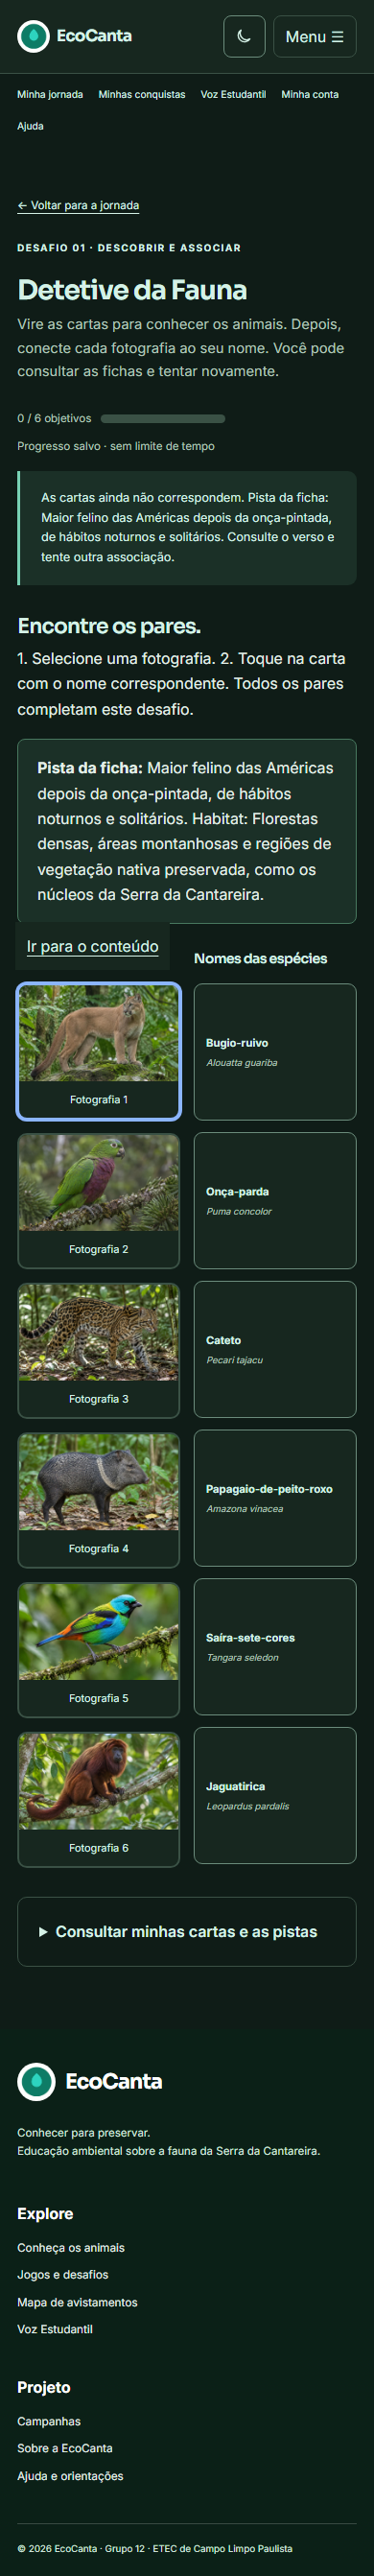 EcoCanta
Menu ☰
Minha jornada Minhas conquistas Voz Estudantil Minha conta
Ajuda
← Voltar para a jornada
DESAFIO 01 · DESCOBRIR E ASSOCIAR
Detetive da Fauna
Vire as cartas para conhecer os animais. Depois,
conecte cada fotografia ao seu nome. Você pode
consultar as fichas e tentar novamente.
0 / 6 objetivos
Progresso salvo · sem limite de tempo
As cartas ainda não correspondem. Pista da ficha:
Maior felino das Américas depois da onça-pintada,
de hábitos noturnos e solitários. Consulte o verso e
tente outra associação.
Encontre os pares.
1. Selecione uma fotografia. 2. Toque na carta
com o nome correspondente. Todos os pares
completam este desafio.
Pista da ficha: Maior felino das Américas
depois da onça-pintada, de hábitos
noturnos e solitários. Habitat: Florestas
densas, áreas montanhosas e regiões de
vegetação nativa preservada, como os
núcleos da Serra da Cantareira.
Ir para o conteúdo
Nomes das espécies
Fotografia 1
Bugio-ruivo
Alouatta guariba
Fotografia 2
Onça-parda
Puma concolor
Fotografia 3
Cateto
Pecari tajacu
Fotografia 4
Papagaio-de-peito-roxo
Amazona vinacea
Fotografia 5
Saíra-sete-cores
Tangara seledon
Fotografia 6
Jaguatirica
Leopardus pardalis
▶ Consultar minhas cartas e as pistas
EcoCanta
Conhecer para preservar.
Educação ambiental sobre a fauna da Serra da Cantareira.
Explore
Conheça os animais
Jogos e desafios
Mapa de avistamentos
Voz Estudantil
Projeto
Campanhas
Sobre a EcoCanta
Ajuda e orientações
© 2026 EcoCanta · Grupo 12 · ETEC de Campo Limpo Paulista